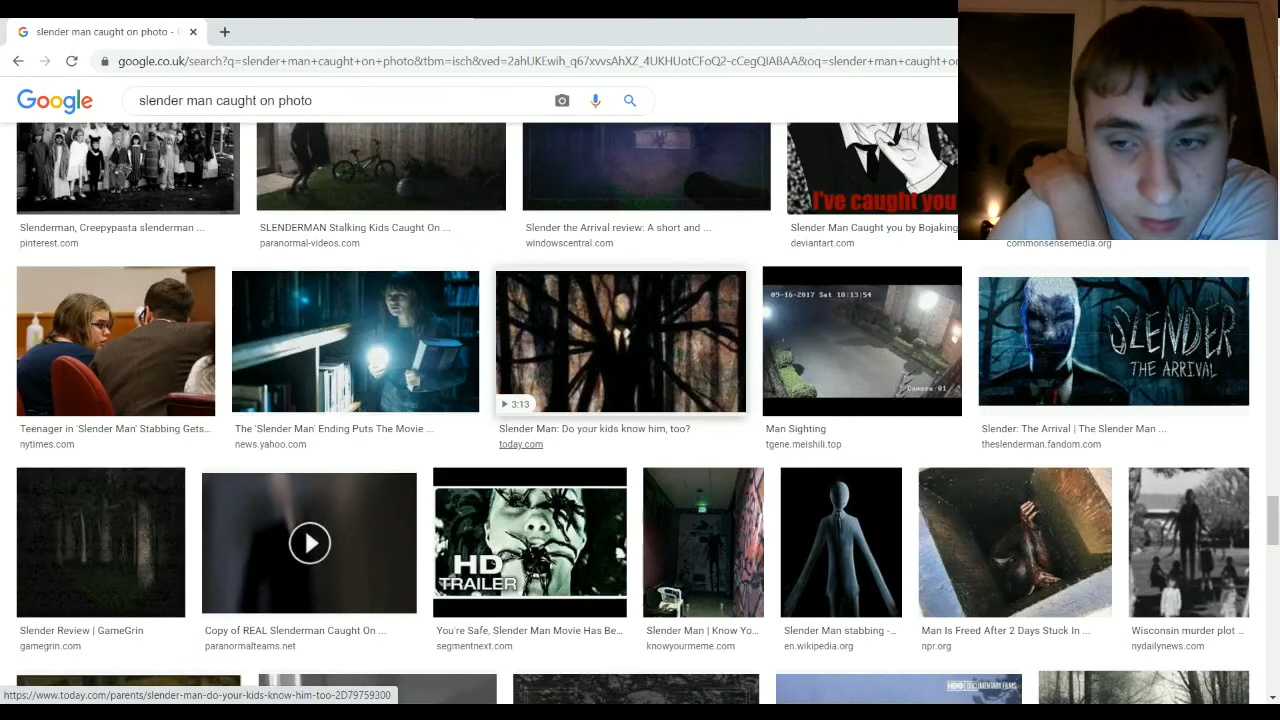 slender man caught on photo -
google.co.uk/search?q=slender+man+caught+on+photo&tbm=isch&ved=2ahUKEwih_q67xvvsAhXZ_4UKHUotCFoQ2-cCegQIABAA&oq=slender+man+caught+on
Google
slender man caught on photo
I've caught you
Slenderman, Creepypasta slenderman ...
SLENDERMAN Stalking Kids Caught On ...
Slender the Arrival review: A short and ...
Slender Man Caught you by Bojaking
pinterest.com
paranormal-videos.com
windowscentral.com
deviantart.com
commonsensemedia.org
09-16-2017 Sat 18:13:54
SLENDER
THE ARRIVAL
Camera 01
3:13
Teenager in 'Slender Man' Stabbing Gets...
The 'Slender Man' Ending Puts The Movie ...
Slender Man: Do your kids know him, too?
Man Sighting
Slender: The Arrival | The Slender Man ...
nytimes.com
news.yahoo.com
today.com
tgene.meishili.top
theslenderman.fandom.com
HD
TRAILER
Slender Review | GameGrin
Copy of REAL Slenderman Caught On ...
You're Safe, Slender Man Movie Has Be...
Slender Man | Know Yo...
Slender Man stabbing -...
Man Is Freed After 2 Days Stuck In ...
Wisconsin murder plot ...
gamegrin.com
paranormalteams.net
segmentnext.com
knowyourmeme.com
en.wikipedia.org
npr.org
nydailynews.com
HBO DOCUMENTARY FILMS
https://www.today.com/parents/slender-man-do-your-kids-know-him-too-2D79759300